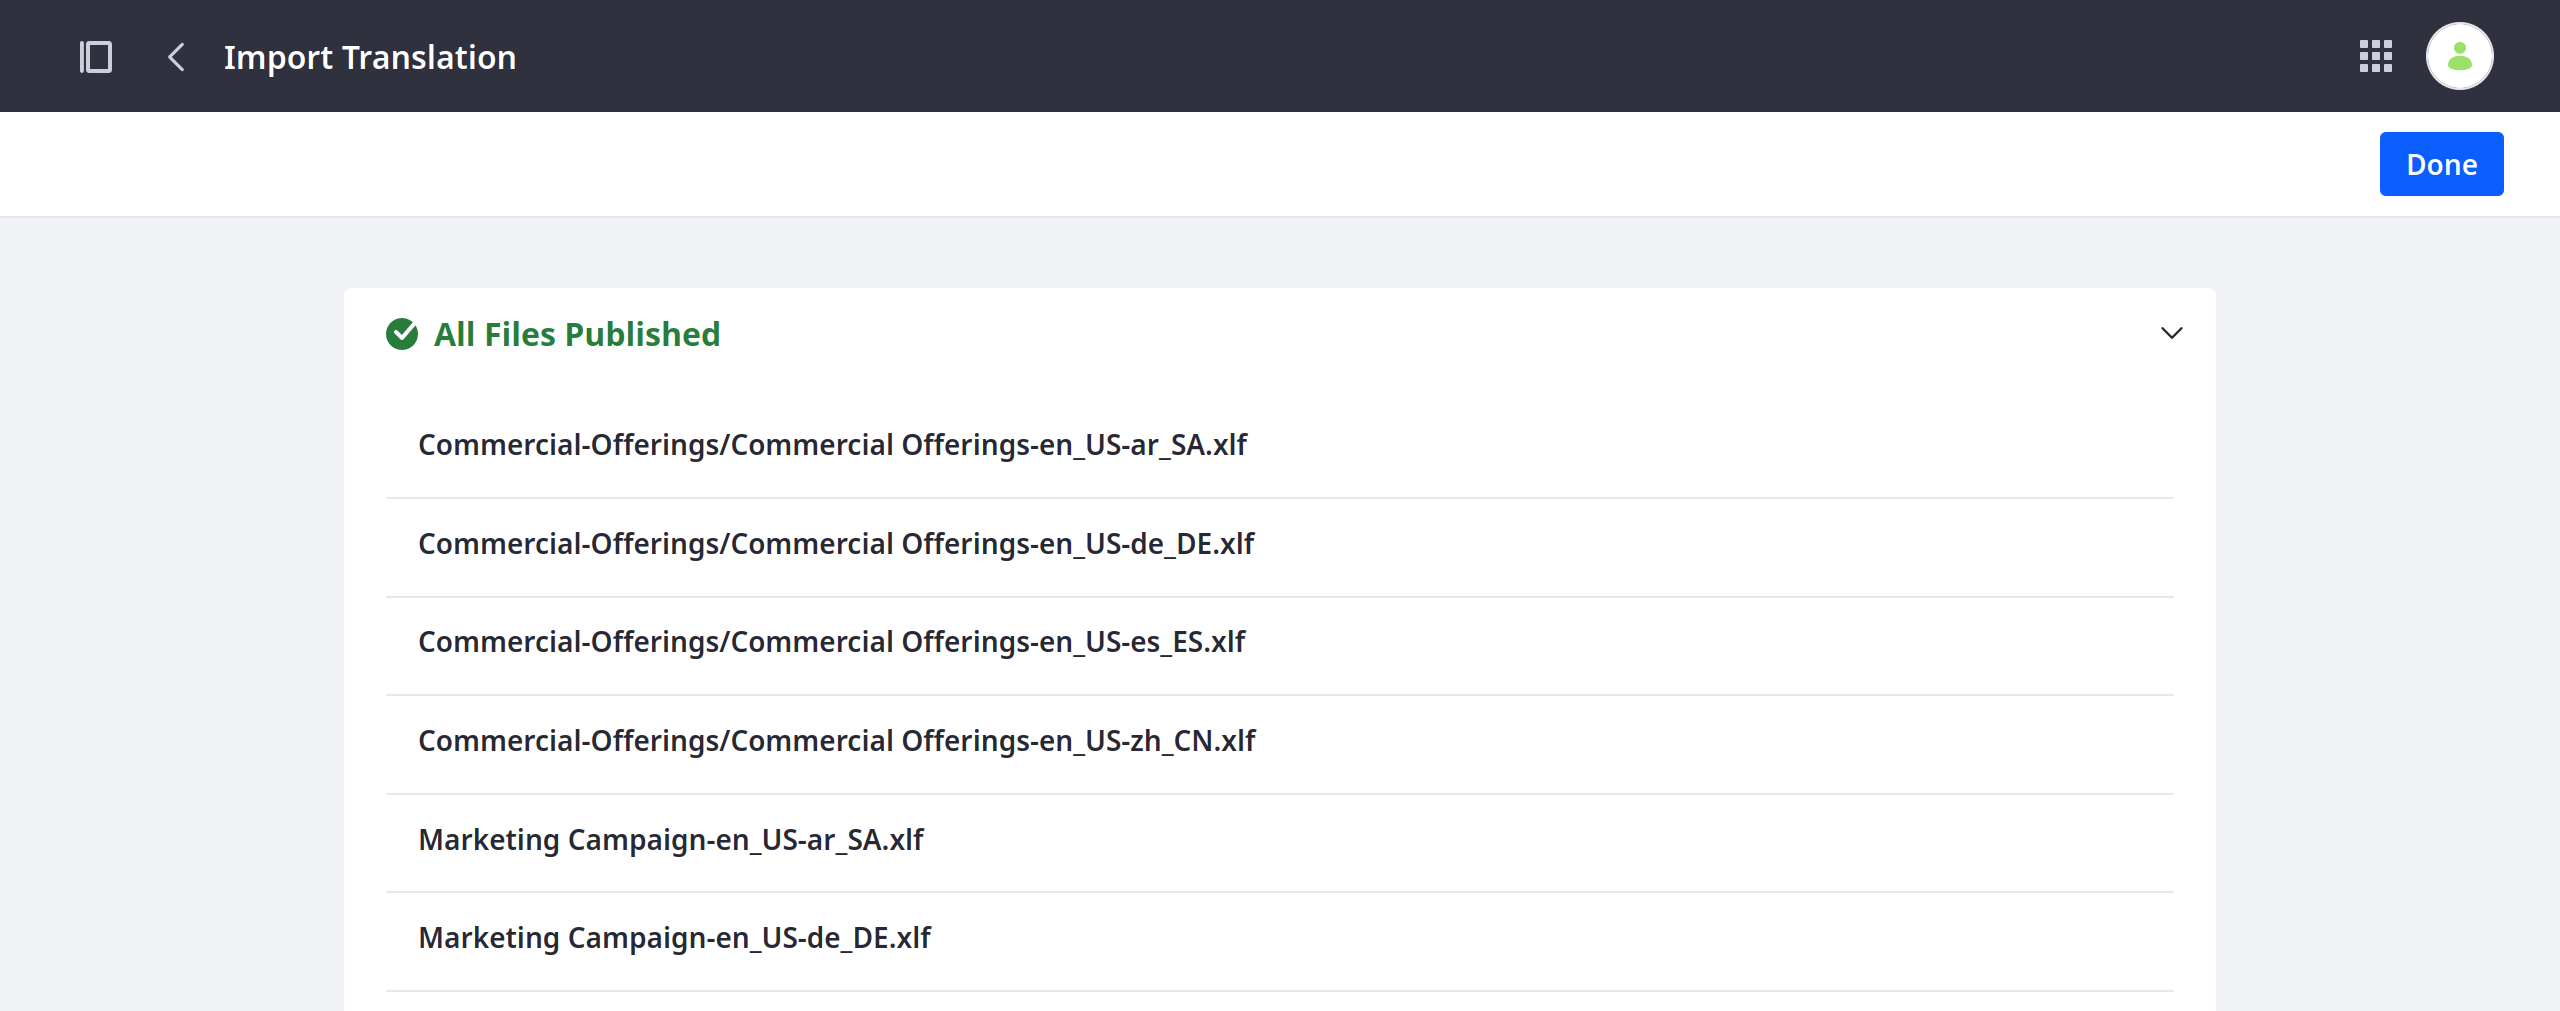 Import Translation
Done
All Files Published
Commercial-Offerings/Commercial Offerings-en_US-ar_SA.xlf
Commercial-Offerings/Commercial Offerings-en_US-de_DE.xlf
Commercial-Offerings/Commercial Offerings-en_US-es_ES.xlf
Commercial-Offerings/Commercial Offerings-en_US-zh_CN.xlf
Marketing Campaign-en_US-ar_SA.xlf
Marketing Campaign-en_US-de_DE.xlf